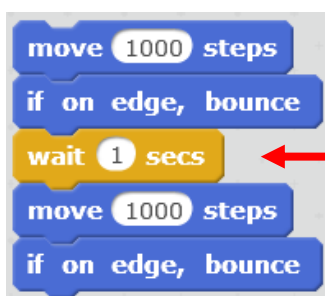 move 1000 steps
if on edge, bounce
wait 1 secs
move 1000 steps
if on edge, bounce